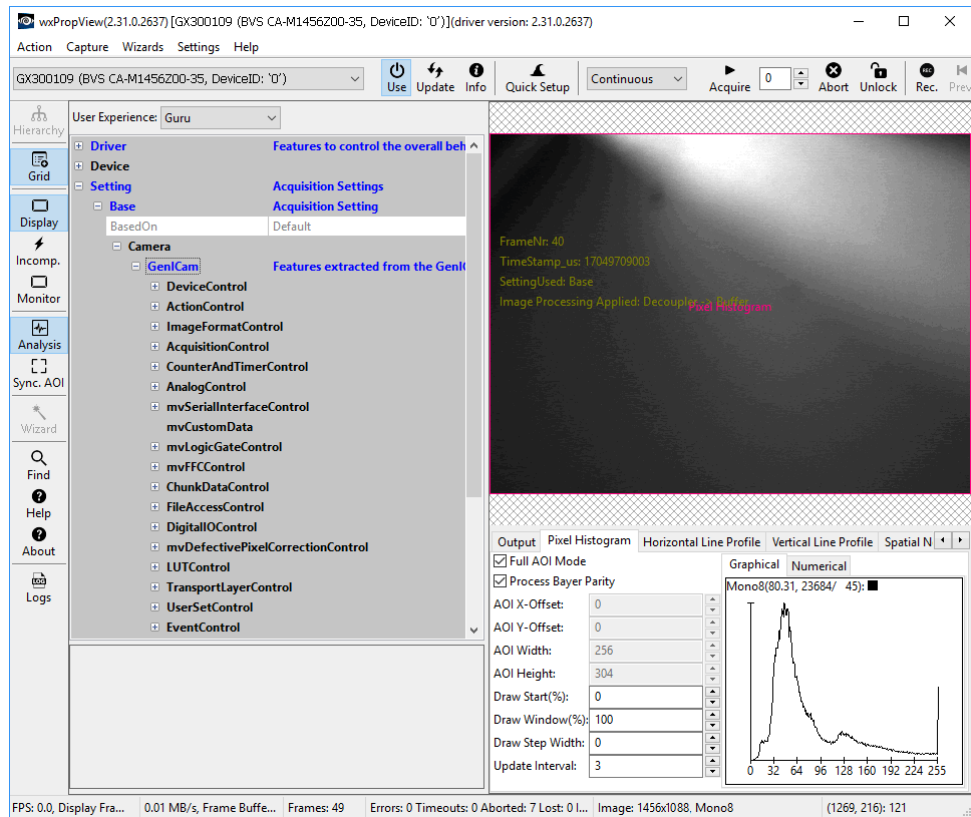 wxPropView(2.31.0.2637) [GX300109 (BVS CA-M1456Z00-35, DeviceID: '0')](driver version: 2.31.0.2637)
Action Capture Wizards Settings Help
GX300109 (BVS CA-M1456Z00-35, DeviceID: '0')
Use Update Info Quick Setup Continuous Acquire 0 Abort Unlock REC Rec. Prev
Hierarchy
Grid
Display
Incomp.
Monitor
Analysis
Sync. AOI
Wizard
Find
Help
About
LOG
Logs
User Experience: Guru
Driver Features to control the overall beh
Device
Setting Acquisition Settings
Base Acquisition Setting
BasedOn Default
Camera
GenICam Features extracted from the GenI
DeviceControl
ActionControl
ImageFormatControl
AcquisitionControl
CounterAndTimerControl
AnalogControl
mvSerialInterfaceControl
mvCustomData
mvLogicGateControl
mvFFCControl
ChunkDataControl
FileAccessControl
DigitalIOControl
mvDefectivePixelCorrectionControl
LUTControl
TransportLayerControl
UserSetControl
EventControl
FrameNr: 40
TimeStamp_us: 17049709003
SettingUsed: Base
Image Processing Applied: Decoupler -> Buffer
Pixel Histogram
Output Pixel Histogram Horizontal Line Profile Vertical Line Profile Spatial N
Full AOI Mode
Process Bayer Parity
AOI X-Offset: 0
AOI Y-Offset: 0
AOI Width: 256
AOI Height: 304
Draw Start(%): 0
Draw Window(%): 100
Draw Step Width: 0
Update Interval: 3
Graphical Numerical
Mono8(80.31, 23684/ 45):
0 32 64 96 128 160 192 224 255
FPS: 0.0, Display Fra... 0.01 MB/s, Frame Buffe... Frames: 49 Errors: 0 Timeouts: 0 Aborted: 7 Lost: 0 I... Image: 1456x1088, Mono8 (1269, 216): 121